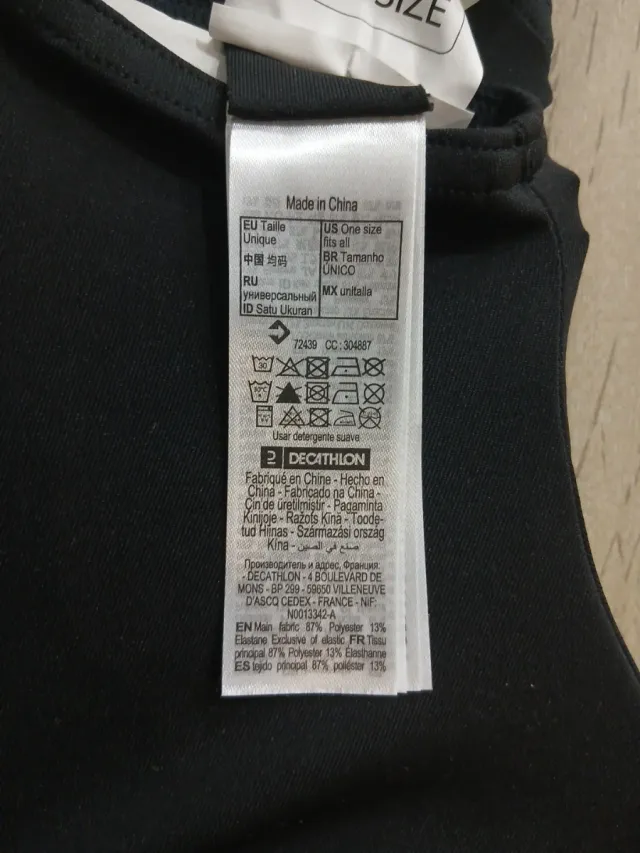 SIZE
Made in China
EU Taille
Unique
中国 均码
RU
универсальный
ID Satu Ukuran
US One size
fits all
BR Tamanho
ÚNICO
MX unitalla
72439 CC : 304887
30
30°C
Usar detergente suave
DECATHLON
Fabriqué en Chine - Hecho en
China - Fabricado na China -
Çin de üretilmiştir - Pagaminta
Kinijoje - Ražots Ķīnā - Toode-
tud Hiinas - Származási ország
Kína - صنع في الصين
Производитель и адрес, Франция:
- DECATHLON - 4 BOULEVARD DE
MONS - BP 299 - 59650 VILLENEUVE
D'ASCQ CEDEX - FRANCE - NIF:
N0013342-A
EN Main fabric 87% Polyester 13%
Elastane Exclusive of elastic FR Tissu
principal 87% Polyester 13% Élasthanne
ES tejido principal 87% poliéster 13%